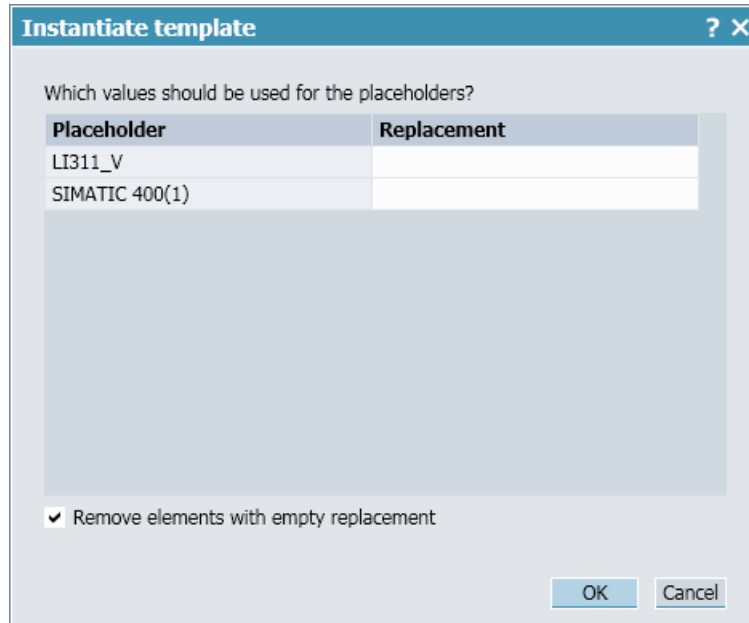 Instantiate template ? ×
Which values should be used for the placeholders?
Placeholder Replacement
LI311_V
SIMATIC 400(1)
Remove elements with empty replacement
OK Cancel